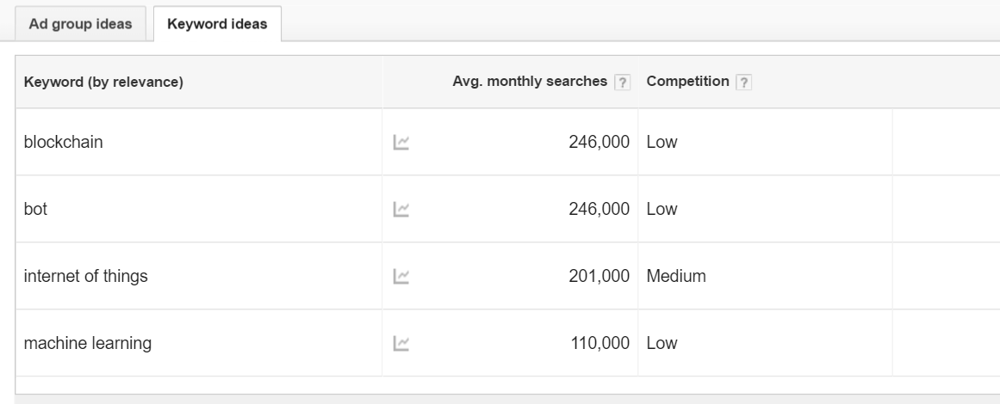 Ad group ideas Keyword ideas
Keyword (by relevance) Avg. monthly searches ? Competition ?
blockchain 246,000 Low
bot 246,000 Low
internet of things 201,000 Medium
machine learning 110,000 Low